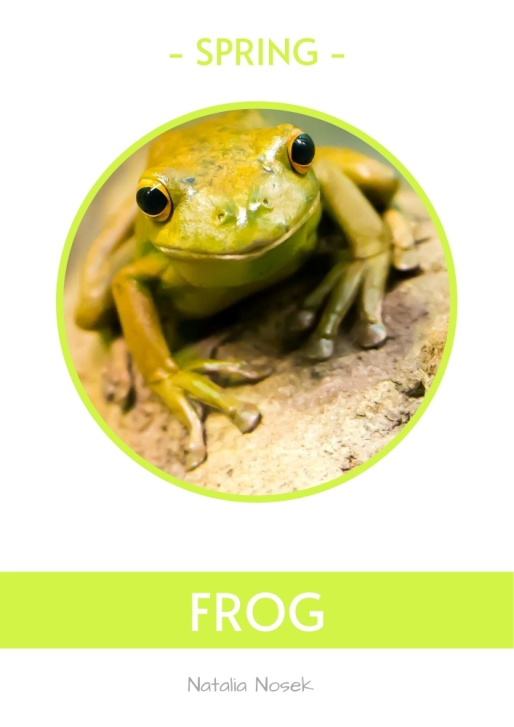 - SPRING -
FROG
Natalia Nosek